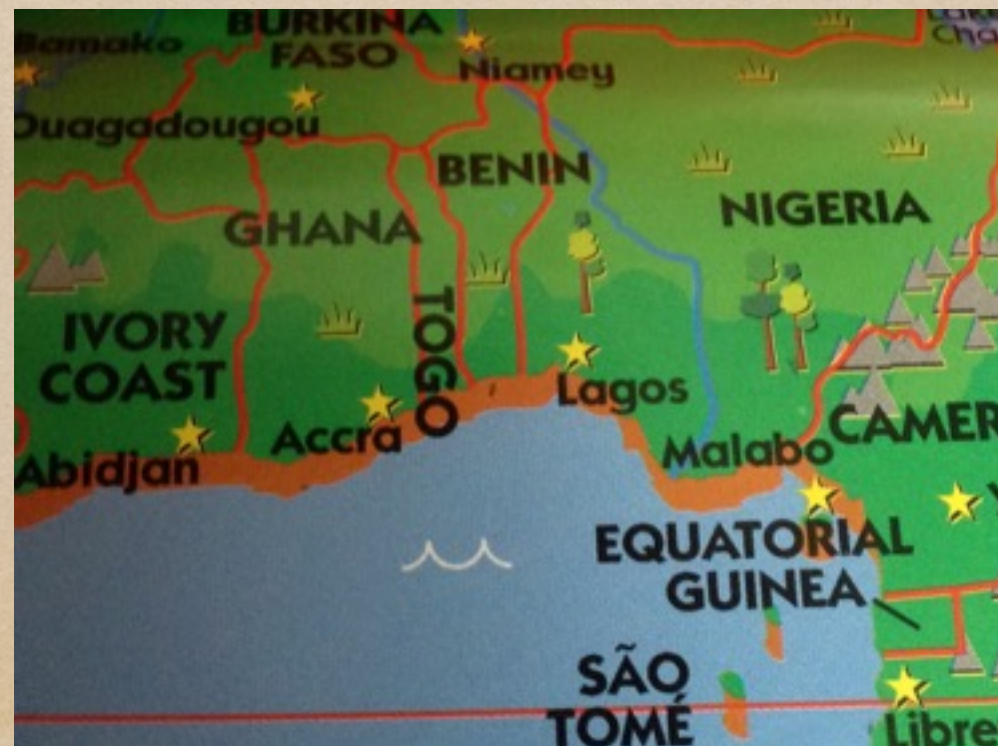 BURKINA
FASO
Bamako
Niamey
Ouagadougou
BENIN
NIGERIA
GHANA
TOGO
IVORY
COAST
Lagos
Accra
CAMER
Malabo
Abidjan
EQUATORIAL
GUINEA
SÃO
TOMÉ
Libre